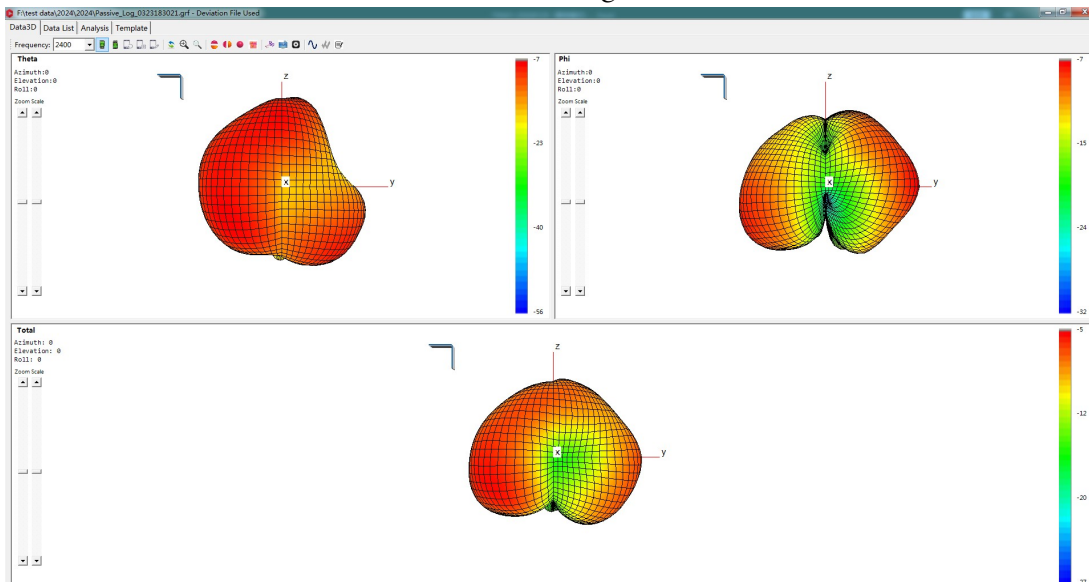 F:\test data\2024\2024\Passive_Log_0323183021.grf - Deviation File Used
Data3D Data List Analysis Template
Frequency: 2400
Theta
Azimuth:0
Elevation:0
Roll:0
Zoom Scale
z
x
y
-7
-23
-40
-56
Phi
Azimuth:0
Elevation:0
Roll:0
Zoom Scale
z
x
y
-7
-15
-24
-32
Total
Azimuth: 0
Elevation: 0
Roll: 0
Zoom Scale
z
x
y
-5
-12
-20